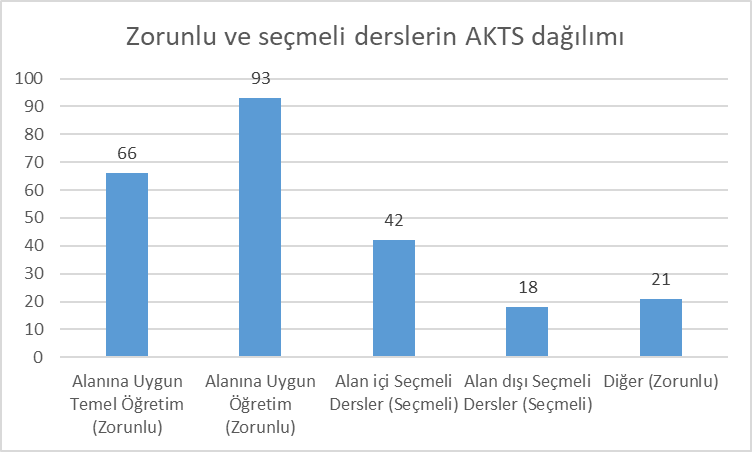 Zorunlu ve seçmeli derslerin AKTS dağılımı
100
90
80
70
60
50
40
30
20
10
0
66
93
42
18
21
Alanına Uygun
Temel Öğretim
(Zorunlu)
Alanına Uygun
Öğretim
(Zorunlu)
Alan içi Seçmeli
Dersler (Seçmeli)
Alan dışı Seçmeli
Dersler (Seçmeli)
Diğer (Zorunlu)